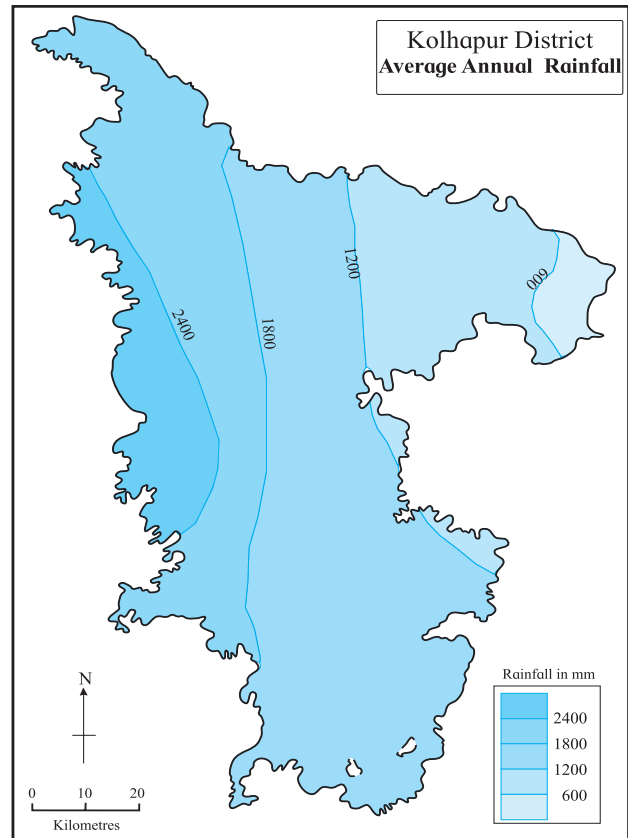 Kolhapur District
Average Annual Rainfall
1200
600
2400
1800
N
Rainfall in mm
2400
1800
1200
600
0 10 20
Kilometres